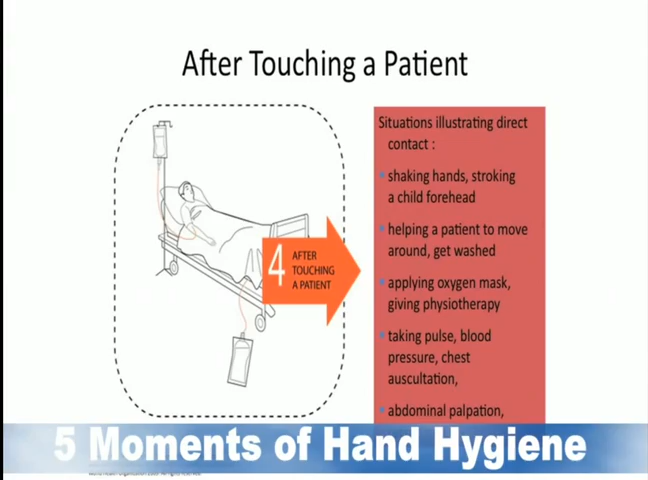 After Touching a Patient
Situations illustrating direct
contact :
shaking hands, stroking
a child forehead
helping a patient to move
around, get washed
applying oxygen mask,
giving physiotherapy
taking pulse, blood
pressure, chest
auscultation,
abdominal palpation,
4 AFTER
TOUCHING
A PATIENT
5 Moments of Hand Hygiene